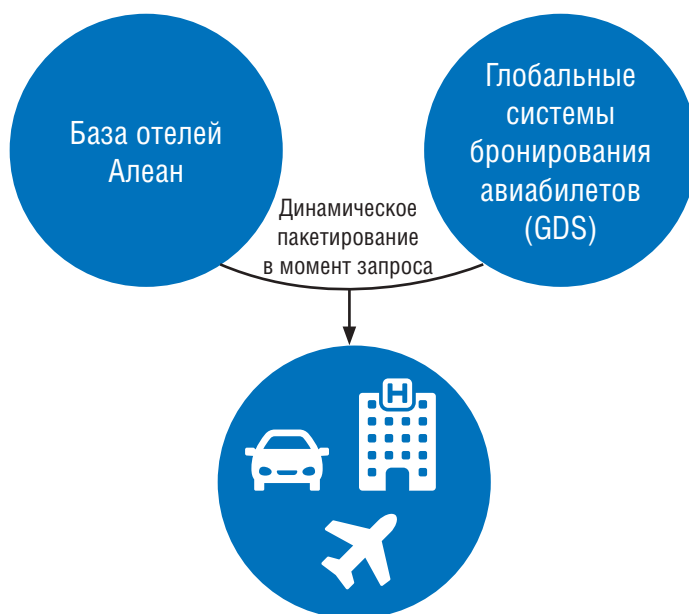 База отелей
Алеан
Глобальные
системы
бронирования
авиабилетов
(GDS)
Динамическое
пакетирование
в момент запроса
H